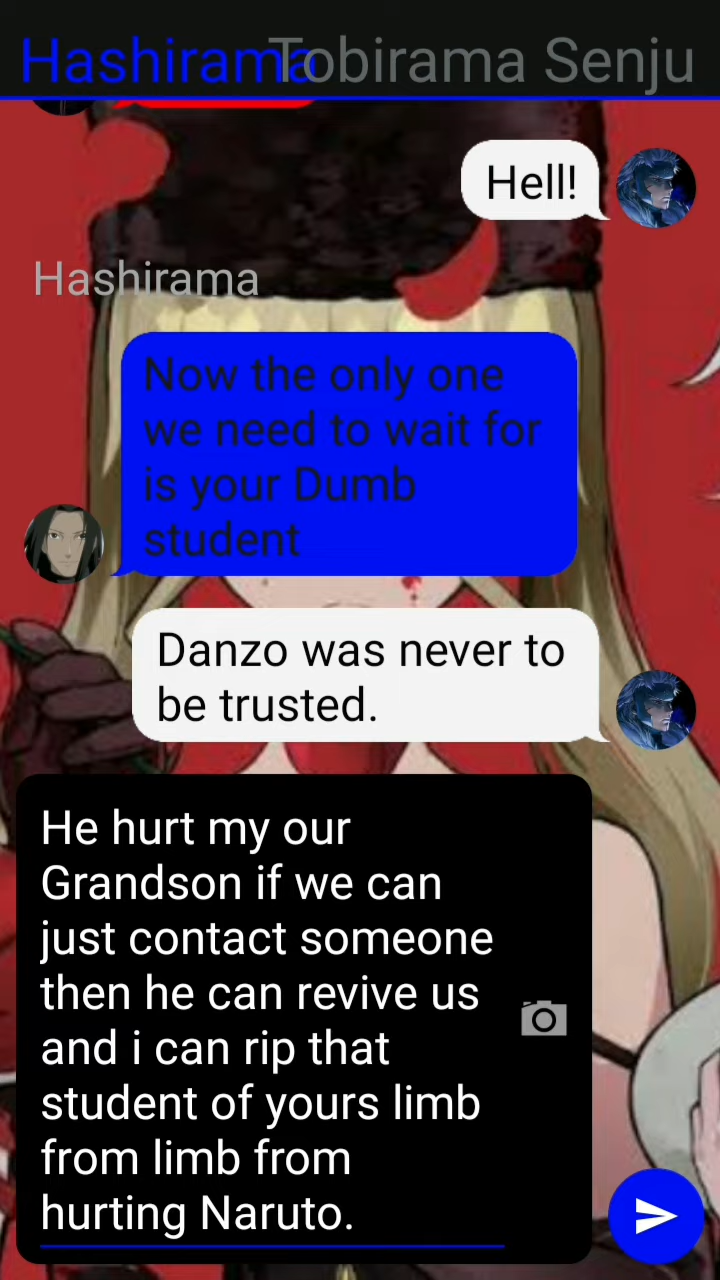 Hashirama
Tobirama Senju
Hell!
Hashirama
Now the only one
we need to wait for
is your Dumb
student
Danzo was never to
be trusted.
He hurt my our
Grandson if we can
just contact someone
then he can revive us
and i can rip that
student of yours limb
from limb from
hurting Naruto.